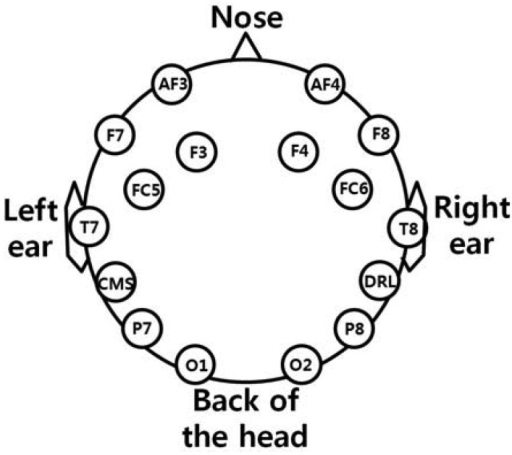 Nose
AF3 AF4
F7 F8
F3 F4
FC5 FC6
Left
ear
T7 T8
Right
ear
CMS DRL
P7 P8
O1 O2
Back of
the head